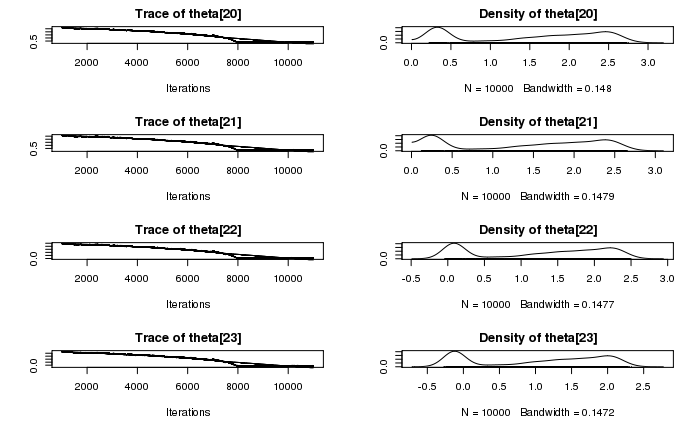 Trace of theta[20]
Density of theta[20]
0.5
2000 4000 6000 8000 10000
0.0 0.5 1.0 1.5 2.0 2.5 3.0
Iterations
N = 10000 Bandwidth = 0.148
Trace of theta[21]
Density of theta[21]
0.5
0.0
2000 4000 6000 8000 10000
0.0 0.5 1.0 1.5 2.0 2.5 3.0
Iterations
N = 10000 Bandwidth = 0.1479
Trace of theta[22]
Density of theta[22]
0.0
0.0
2000 4000 6000 8000 10000
-0.5 0.0 0.5 1.0 1.5 2.0 2.5 3.0
Iterations
N = 10000 Bandwidth = 0.1477
Trace of theta[23]
Density of theta[23]
0.0
0.0
2000 4000 6000 8000 10000
-0.5 0.0 0.5 1.0 1.5 2.0 2.5
Iterations
N = 10000 Bandwidth = 0.1472